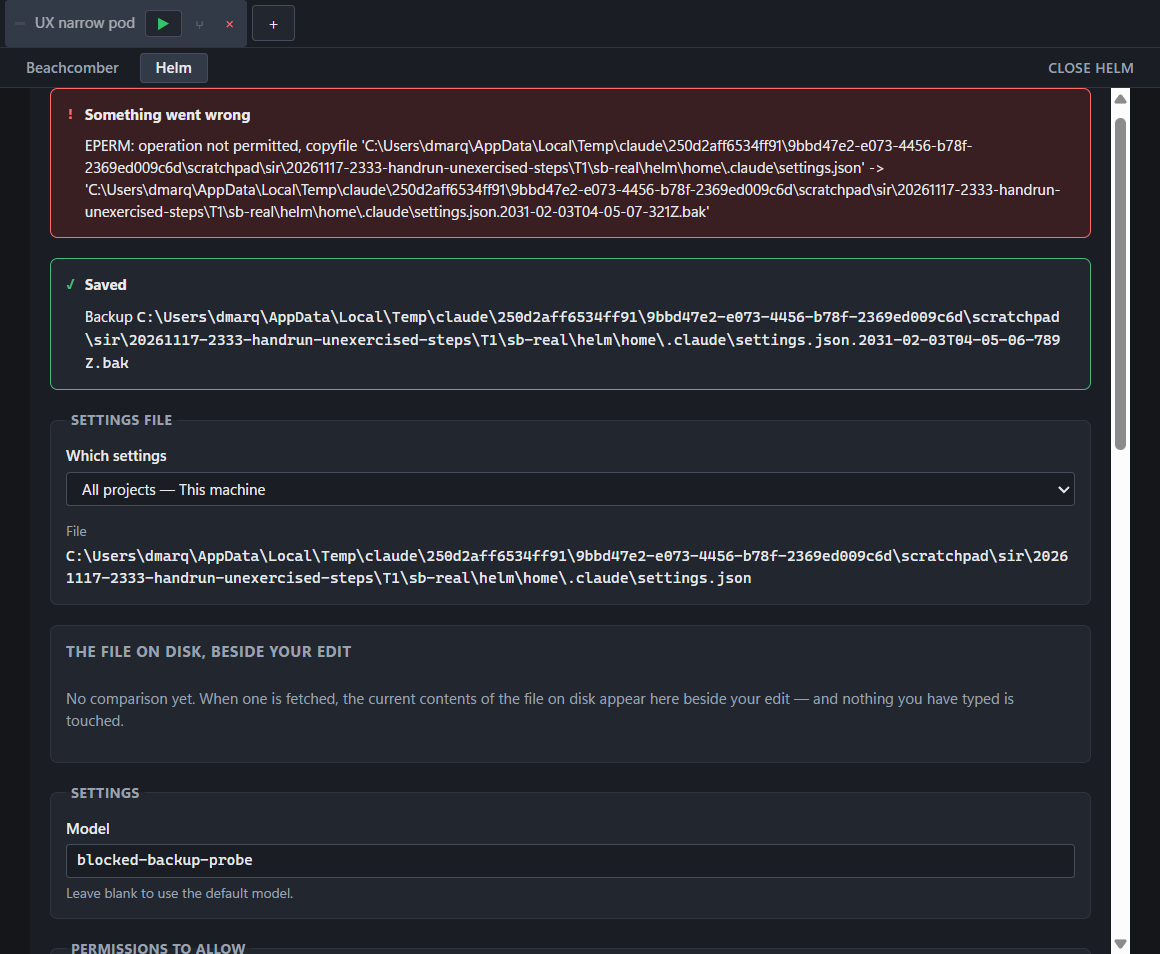 UX narrow pod
+
Beachcomber Helm CLOSE HELM
! Something went wrong
EPERM: operation not permitted, copyfile 'C:\Users\dmarq\AppData\Local\Temp\claude\250d2aff6534ff91\9bbd47e2-e073-4456-b78f-
2369ed009c6d\scratchpad\sir\20261117-2333-handrun-unexercised-steps\T1\sb-real\helm\home\.claude\settings.json' ->
'C:\Users\dmarq\AppData\Local\Temp\claude\250d2aff6534ff91\9bbd47e2-e073-4456-b78f-2369ed009c6d\scratchpad\sir\20261117-2333-handrun-
unexercised-steps\T1\sb-real\helm\home\.claude\settings.json.2031-02-03T04-05-07-321Z.bak'
✓ Saved
Backup C:\Users\dmarq\AppData\Local\Temp\claude\250d2aff6534ff91\9bbd47e2-e073-4456-b78f-2369ed009c6d\scratchpad
\sir\20261117-2333-handrun-unexercised-steps\T1\sb-real\helm\home\.claude\settings.json.2031-02-03T04-05-06-789
Z.bak
SETTINGS FILE
Which settings
All projects — This machine
File
C:\Users\dmarq\AppData\Local\Temp\claude\250d2aff6534ff91\9bbd47e2-e073-4456-b78f-2369ed009c6d\scratchpad\sir\2026
1117-2333-handrun-unexercised-steps\T1\sb-real\helm\home\.claude\settings.json
THE FILE ON DISK, BESIDE YOUR EDIT
No comparison yet. When one is fetched, the current contents of the file on disk appear here beside your edit — and nothing you have typed is
touched.
SETTINGS
Model
blocked-backup-probe
Leave blank to use the default model.
PERMISSIONS TO ALLOW